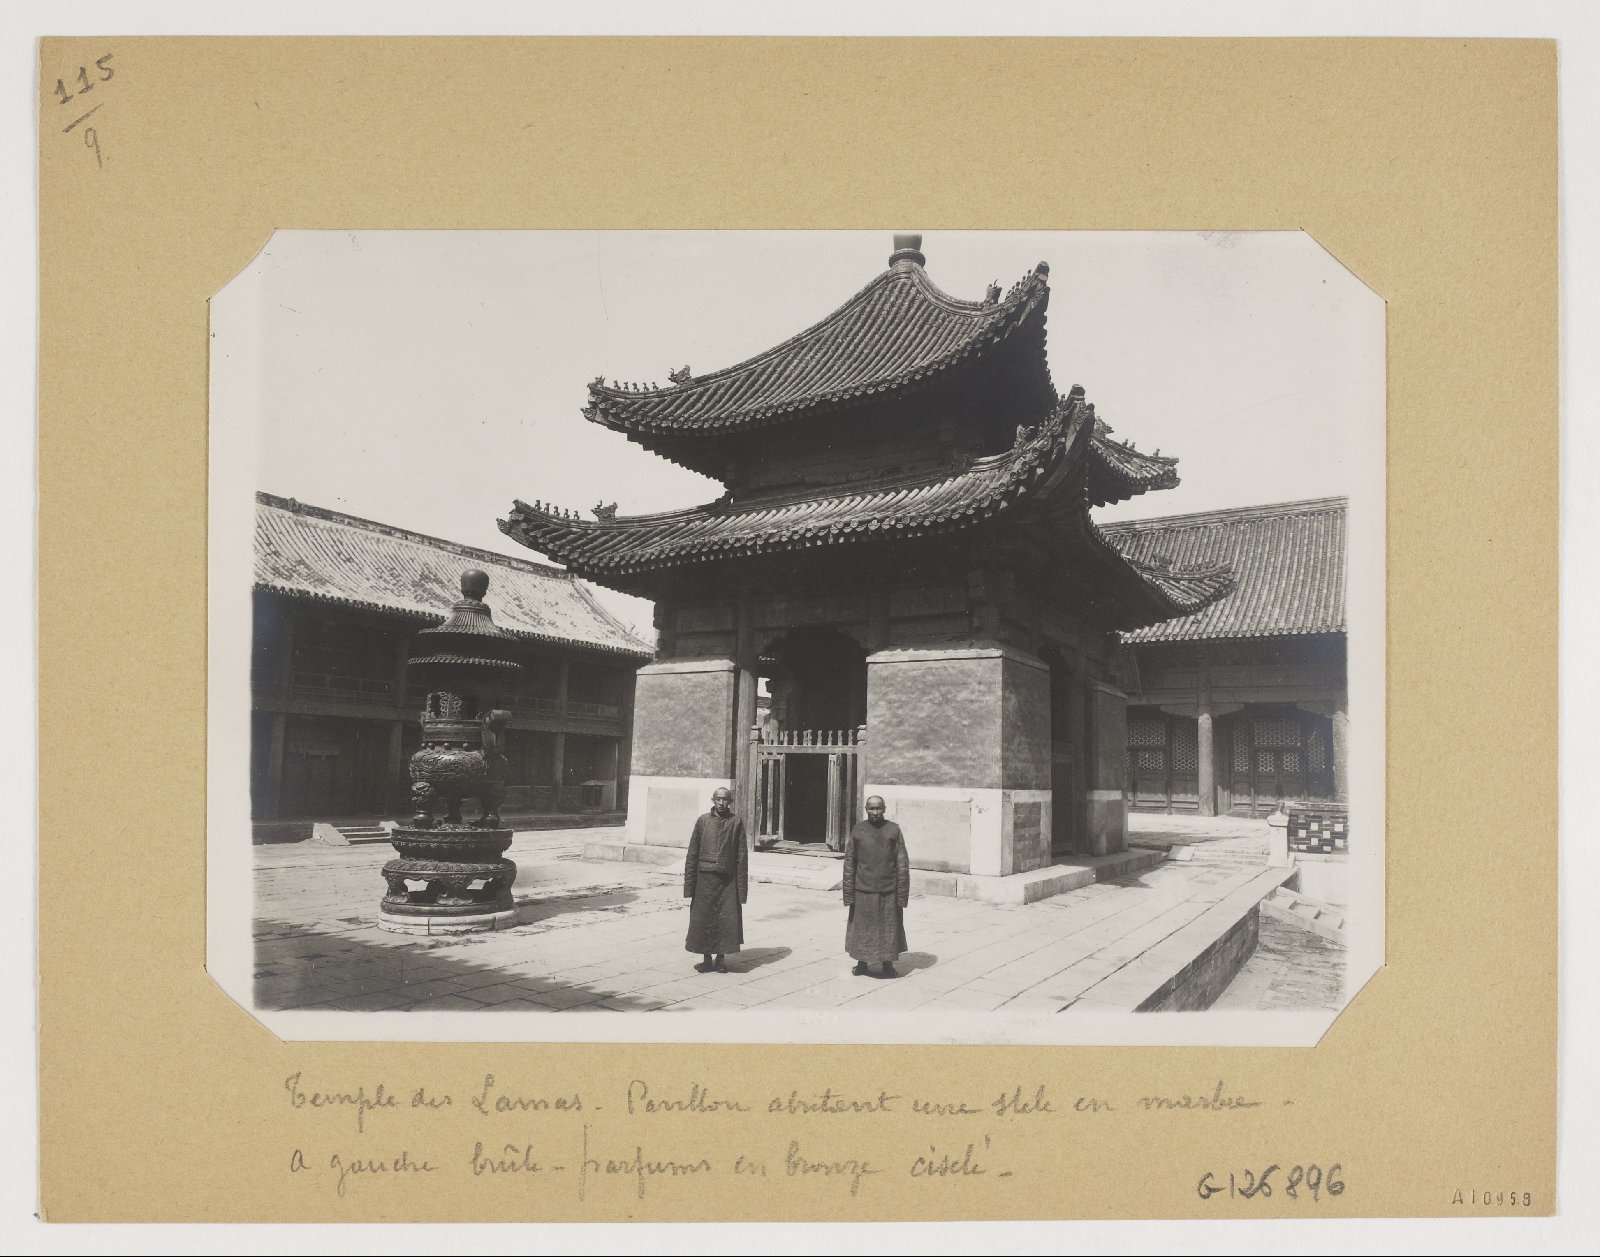 115
9
Temple des Lamas - Pavillon abritant une stèle en marbre -
A gauche brûle-parfums en bronze ciselé -
G126896
A10958